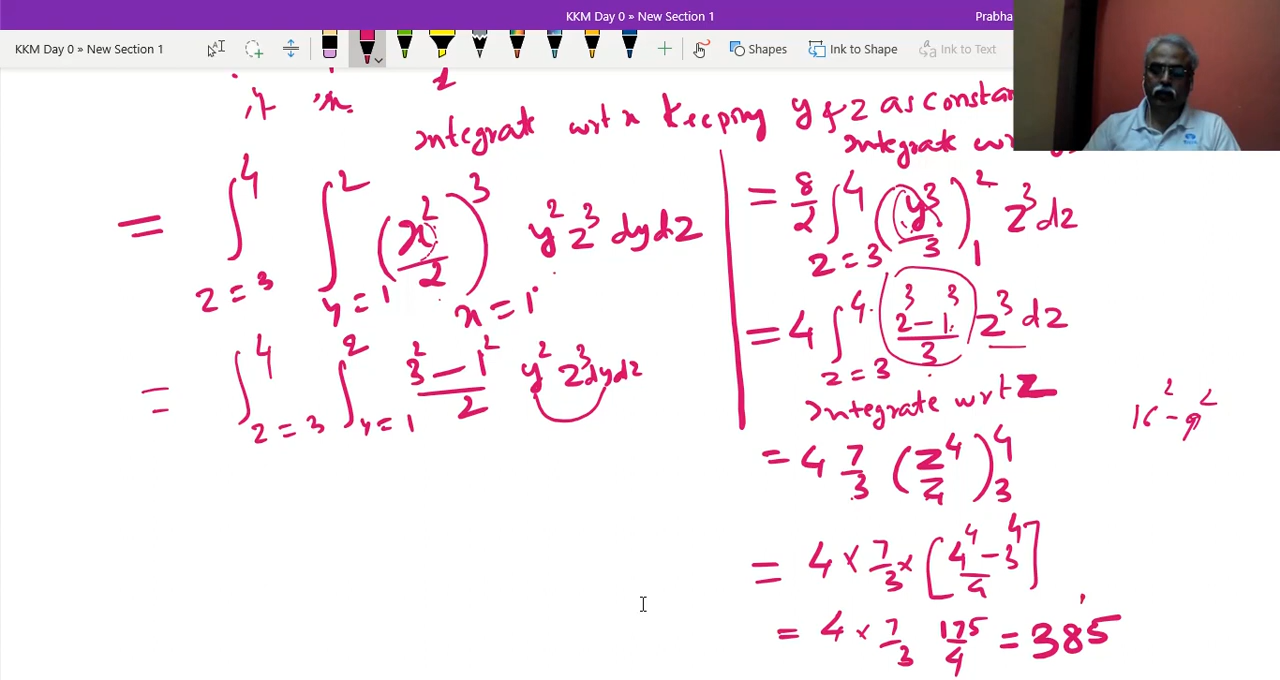 KKM Day 0 » New Section 1
Prabha
KKM Day 0 » New Section 1
Shapes
Ink to Shape
Ink to Text
Integrate wrt x Keeping y & z as constan
= ∫_{z=3}^{4} ∫_{y=1}^{2} (x²/2)_{x=1}^{3} y² z³ dy dz
= ∫_{z=3}^{4} ∫_{y=1}^{2} (3² - 1²)/2 y² z³ dy dz
Integrate w
= 8/2 ∫_{z=3}^{4} (y³/3)_{1}^{2} z³ dz
= 4 ∫_{z=3}^{4} (2³ - 1³)/3 z³ dz
Integrate wrt z
16² - 9²
= 4 7/3 (z⁴/4)_{3}^{4}
= 4 × 7/3 × [(4⁴ - 3⁴)/4]
= 4 × 7/3 175/4 = 385